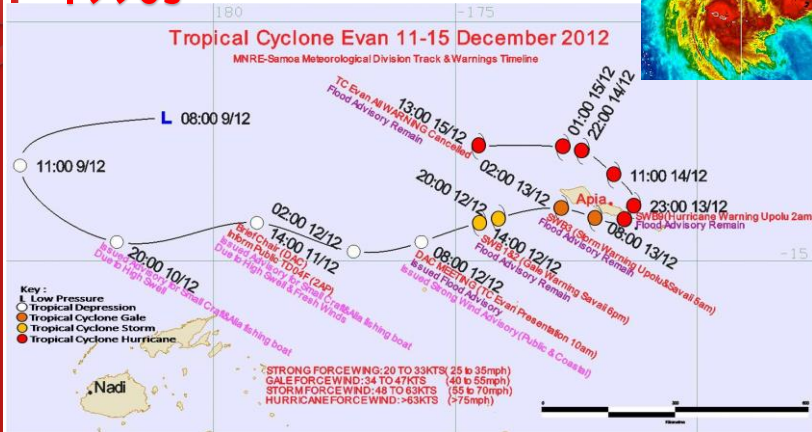 180
-175
Tropical Cyclone Evan 11-15 December 2012
MNRE-Samoa Meteorological Division Track & Warnings Timeline
L 08:00 9/12
11:00 9/12
20:00 10/12
Issued Advisory for Small Craft&Alia fishing boat
Due to High Swell
14:00 11/12
Brief Chair (DAC)
Inform Public TD04F (2AP)
Issued Advisory for Small Craft&Alia fishing boat
Due to High Swell & Fresh Winds
02:00 12/12
08:00 12/12
DAC MEETING (TC Evan Presentation 10am)
Issued Flood Advisory
Issued Strong Wind Advisory (Public & Coastal)
14:00 12/12
SWB 1&2 (Gale Warning Savaii 6pm)
Flood Advisory Remain
20:00 12/12
02:00 13/12
SWB3 (Storm Warning Upolu&Savaii 5am)
Flood Advisory Remain
08:00 13/12
SWB9(Hurricane Warning Upolu 2am
Flood Advisory Remain
23:00 13/12
11:00 14/12
22:00 14/12
01:00 15/12
13:00 15/12
TC Evan All WARNING Cancelled
Flood Advisory Remain
Apia
-15
Key :
L Low Pressure
Tropical Depression
Tropical Cyclone Gale
Tropical Cyclone Storm
Tropical Cyclone Hurricane
Nadi
STRONG FORCE WING: 20 TO 33KTS( 25 to 35mph)
GALE FORCE WIND: 34 TO 47KTS (40 to 55mph)
STORM FORCE WIND: 48 TO 63KTS (55 to 70mph)
HURRICANE FORCE WIND: >63KTS (>75mph)